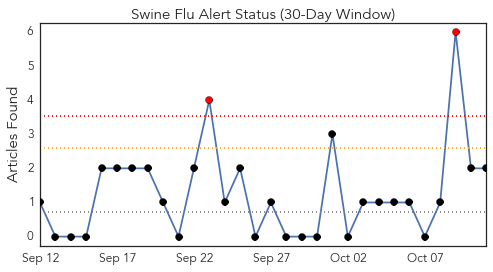 Swine Flu Alert Status (30-Day Window)
Articles Found
6
5
4
3
2
1
0
Sep 12 Sep 17 Sep 22 Sep 27 Oct 02 Oct 07